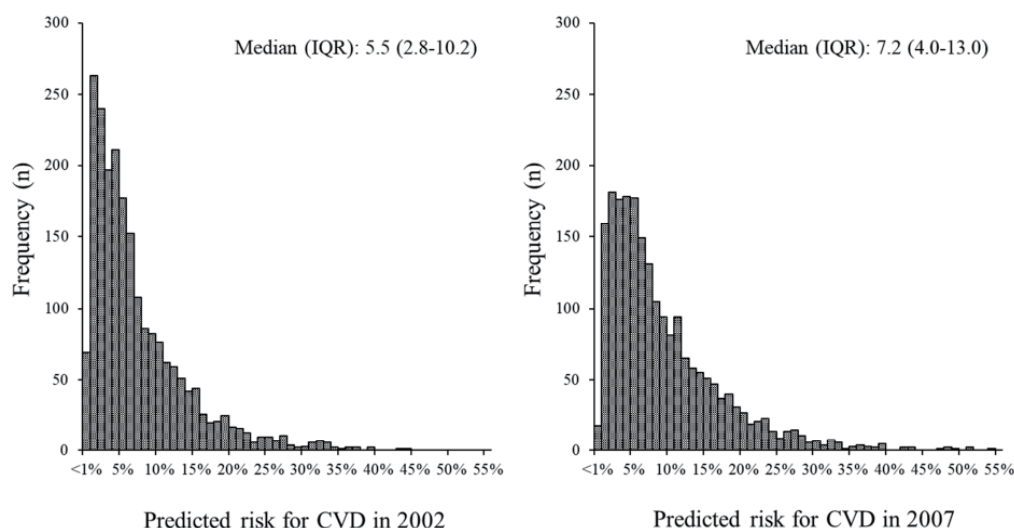 300
250
200
150
100
50
0
Frequency (n)
Median (IQR): 5.5 (2.8-10.2)
<1% 5% 10% 15% 20% 25% 30% 35% 40% 50% 55%
Predicted risk for CVD in 2002
300
250
200
150
100
50
0
Frequency (n)
Median (IQR): 7.2 (4.0-13.0)
<1% 5% 10% 15% 20% 25% 30% 35% 40% 50% 55%
Predicted risk for CVD in 2007